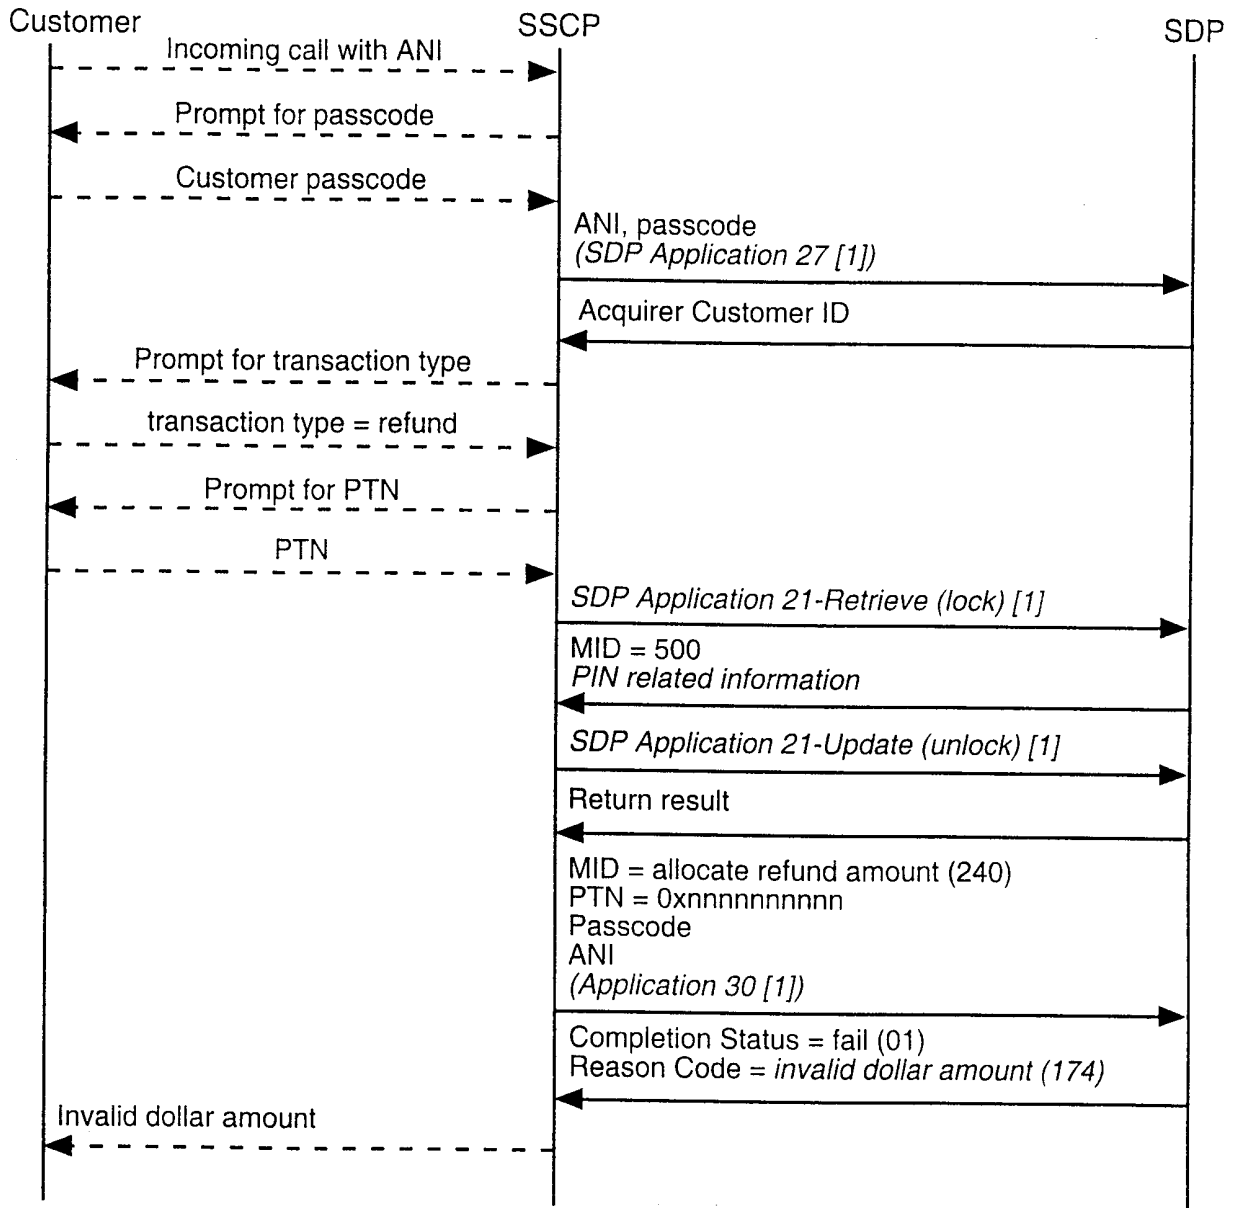 Customer
SSCP
SDP
Incoming call with ANI
Prompt for passcode
Customer passcode
ANI, passcode
(SDP Application 27 [1])
Acquirer Customer ID
Prompt for transaction type
transaction type = refund
Prompt for PTN
PTN
SDP Application 21-Retrieve (lock) [1]
MID = 500
PIN related information
SDP Application 21-Update (unlock) [1]
Return result
MID = allocate refund amount (240)
PTN = 0xnnnnnnnnnnn
Passcode
ANI
(Application 30 [1])
Completion Status = fail (01)
Reason Code = invalid dollar amount (174)
Invalid dollar amount